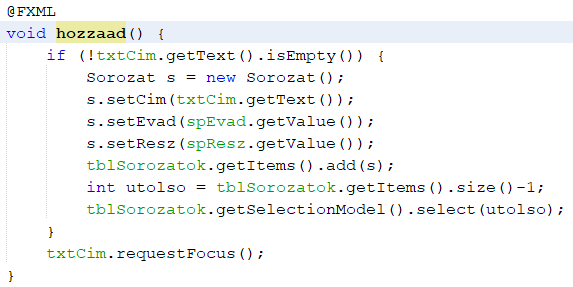 @FXML
void hozzaad() {
    if (!txtCim.getText().isEmpty()) {
        Sorozat s = new Sorozat();
        s.setCim(txtCim.getText());
        s.setEvad(spEvad.getValue());
        s.setResz(spResz.getValue());
        tblSorozatok.getItems().add(s);
        int utolso = tblSorozatok.getItems().size()-1;
        tblSorozatok.getSelectionModel().select(utolso);
    }
    txtCim.requestFocus();
}